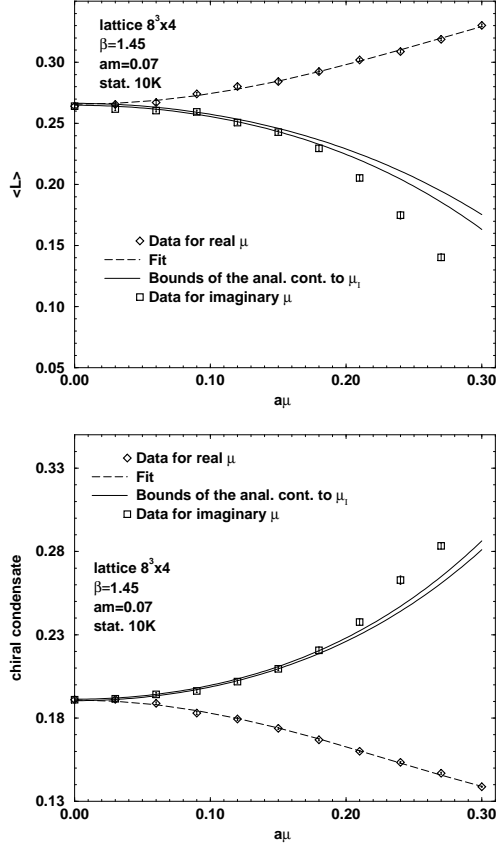 lattice 8³x4
β=1.45
am=0.07
stat. 10K
0.30
0.25
0.20
0.15
0.10
0.05
<L>
Data for real μ
Fit
Bounds of the anal. cont. to μ_I
Data for imaginary μ
0.00 0.10 0.20 0.30
aμ
0.33
0.28
0.23
0.18
0.13
chiral condensate
Data for real μ
Fit
Bounds of the anal. cont. to μ_I
Data for imaginary μ
lattice 8³x4
β=1.45
am=0.07
stat. 10K
0.00 0.10 0.20 0.30
aμ